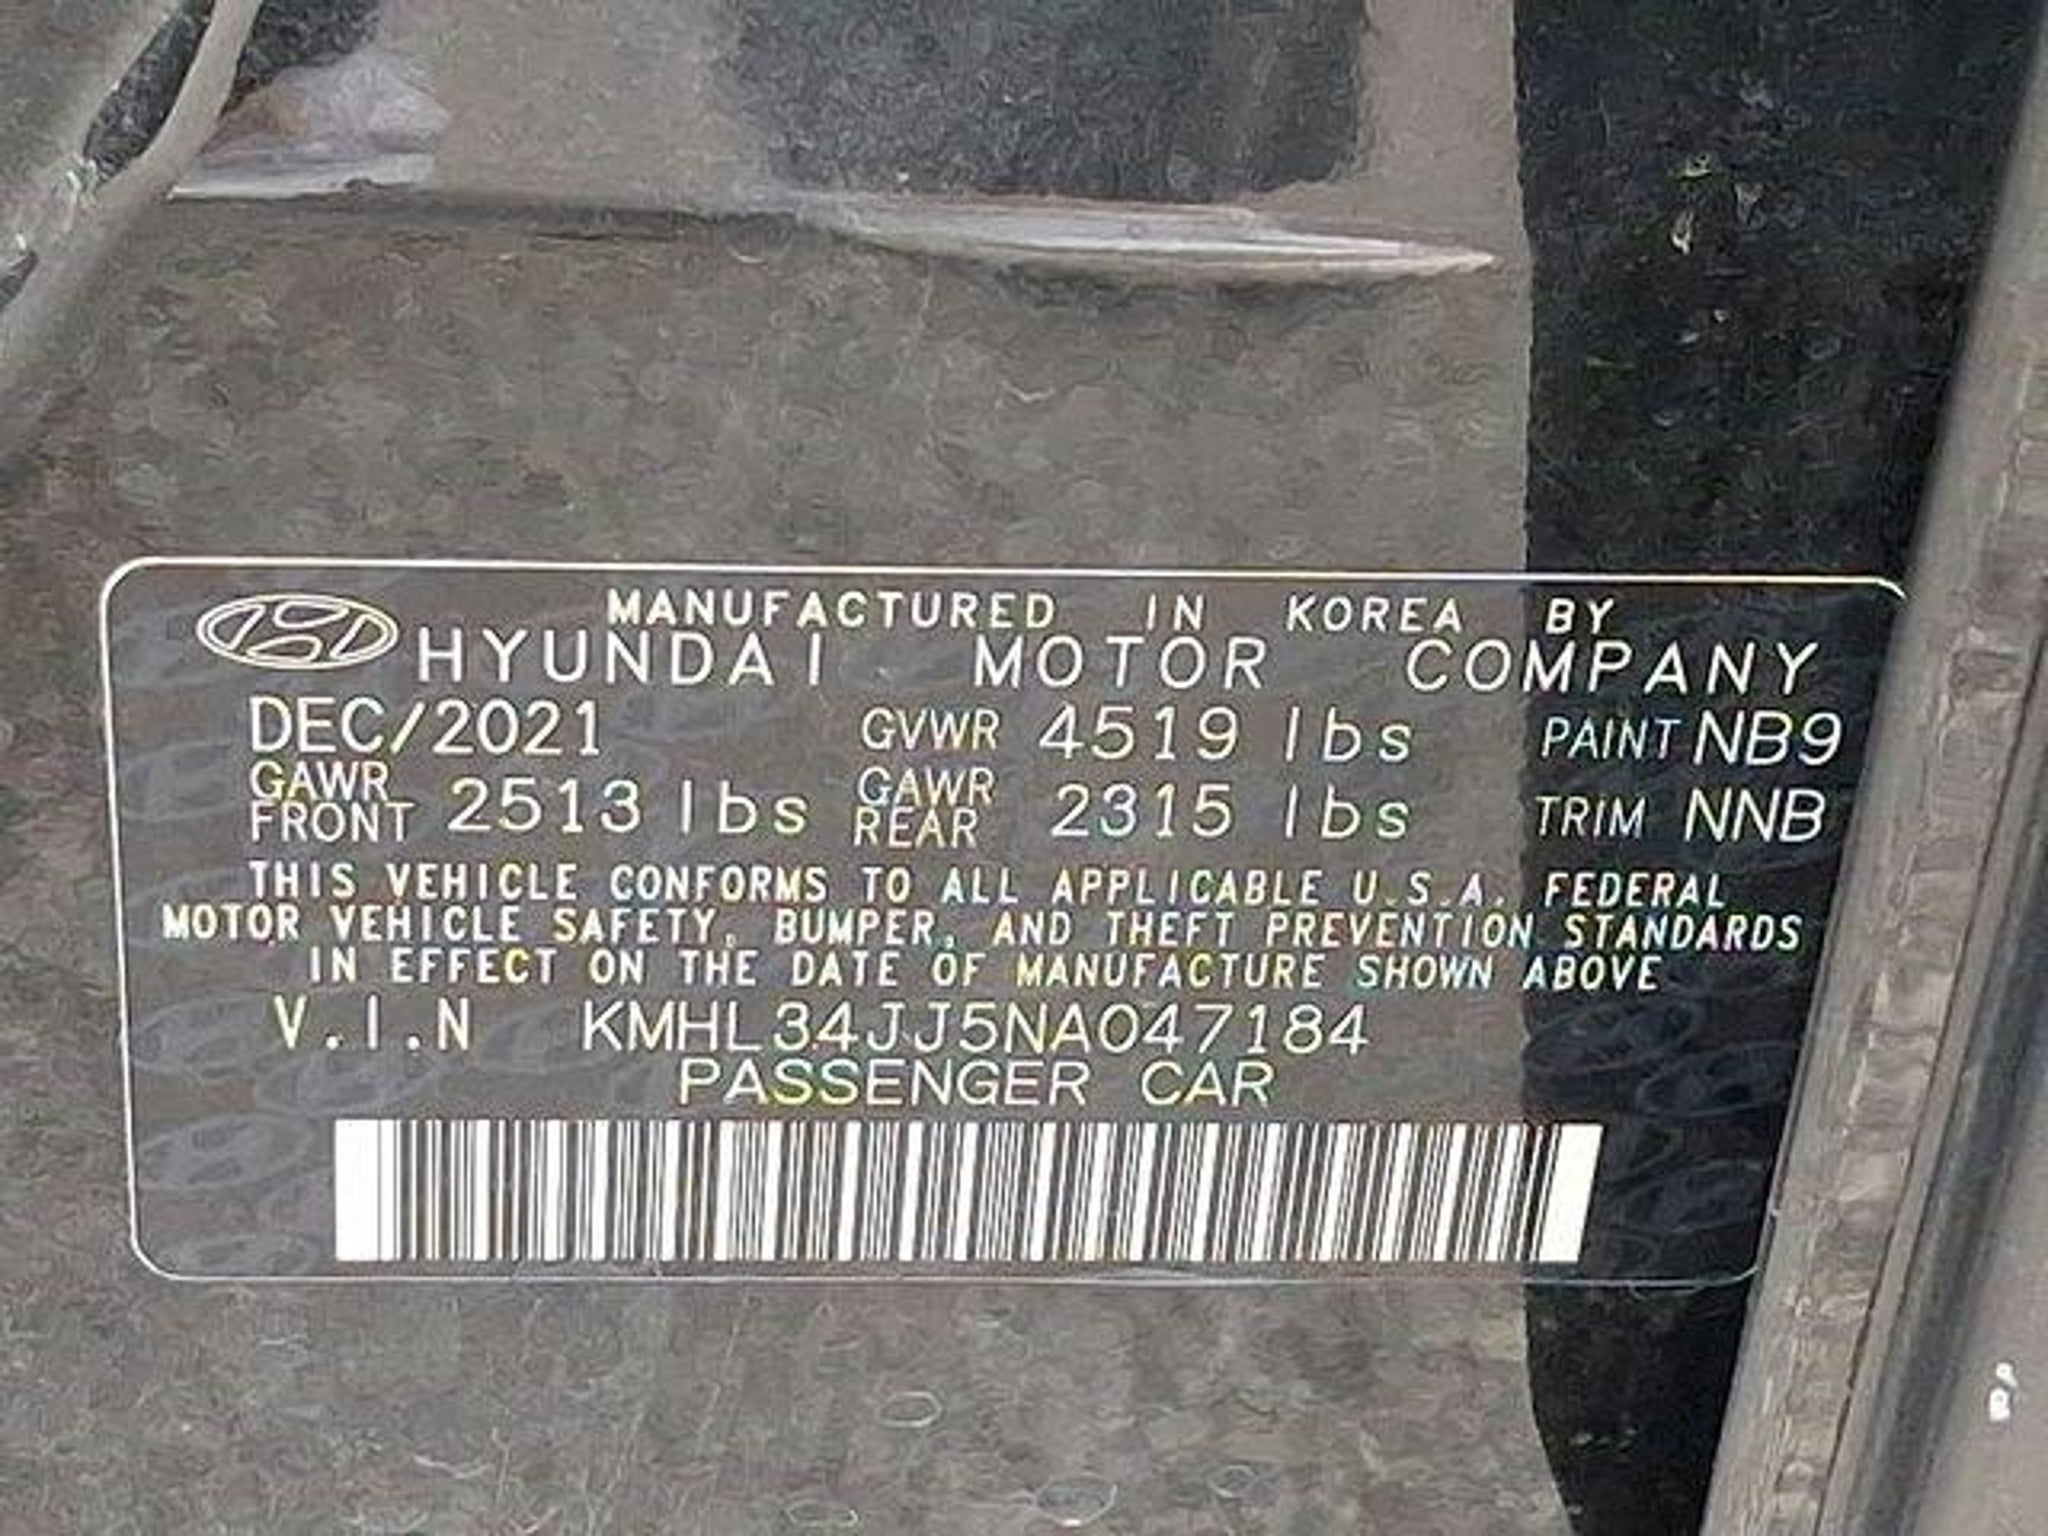 MANUFACTURED IN KOREA BY
HYUNDAI MOTOR COMPANY
DEC/2021 GVWR 4519 lbs PAINT NB9
GAWR FRONT 2513 lbs GAWR REAR 2315 lbs TRIM NNB
THIS VEHICLE CONFORMS TO ALL APPLICABLE U.S.A. FEDERAL
MOTOR VEHICLE SAFETY, BUMPER, AND THEFT PREVENTION STANDARDS
IN EFFECT ON THE DATE OF MANUFACTURE SHOWN ABOVE
V.I.N KMHL34JJ5NA047184
PASSENGER CAR